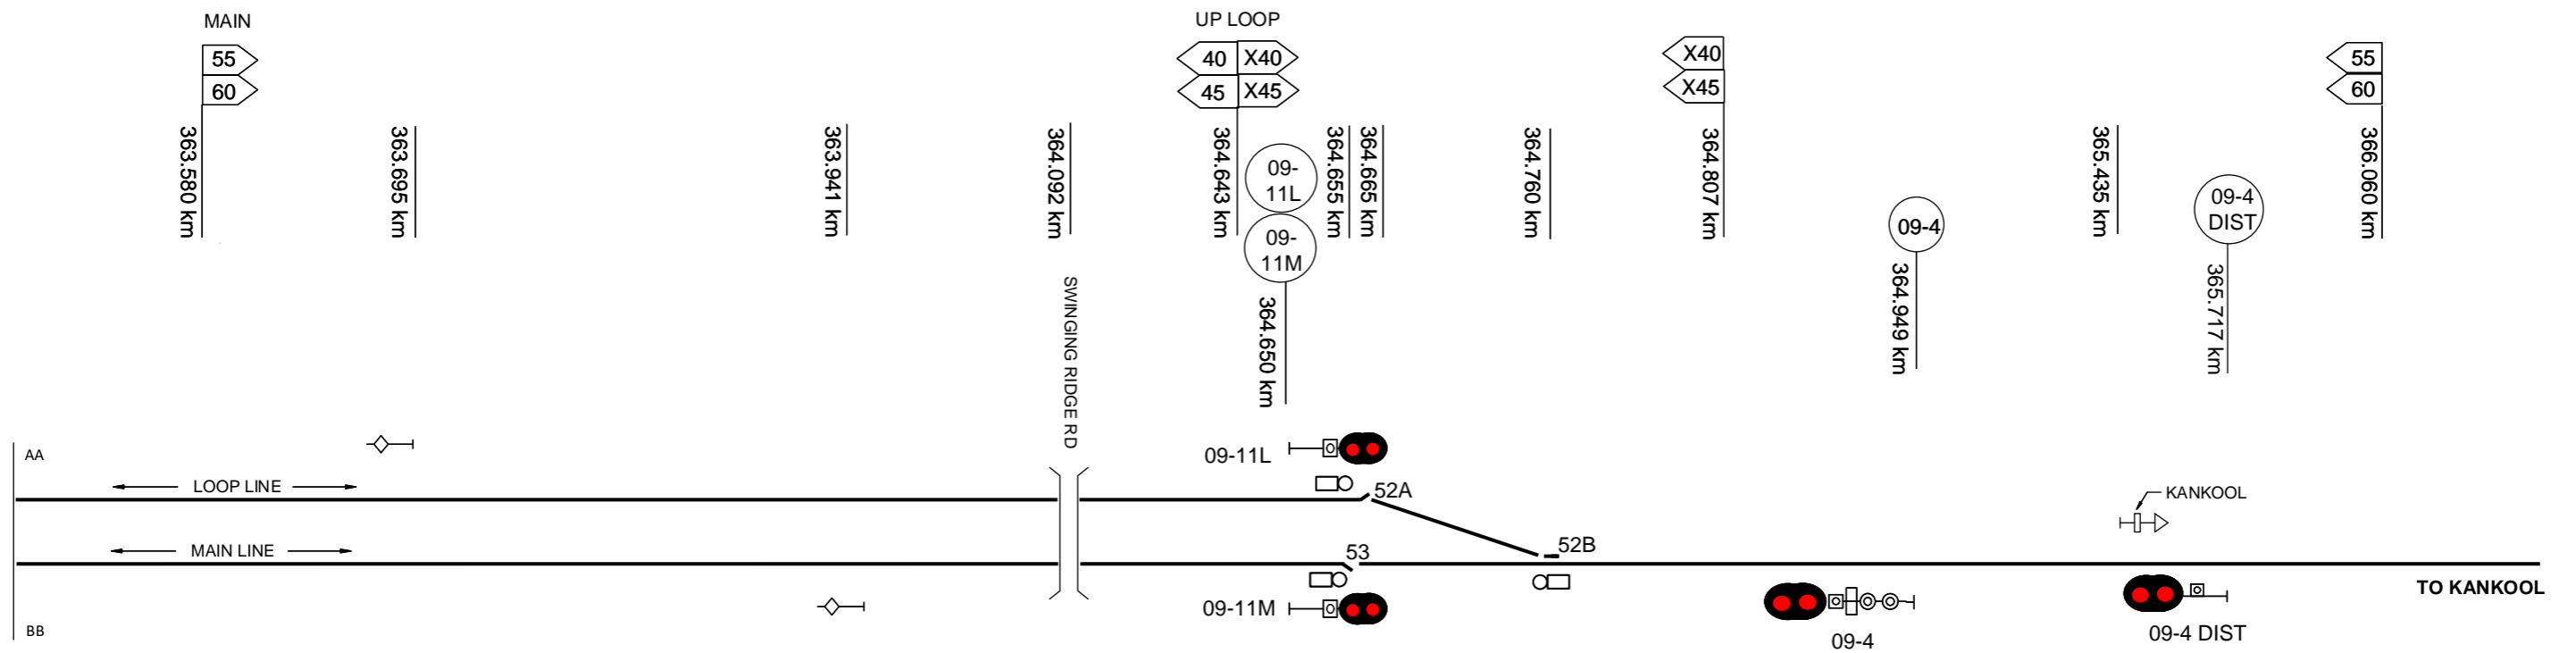 MAIN
UP LOOP
55
60
40 X40
45 X45
X40
X45
55
60
363.580 km
363.695 km
363.941 km
364.092 km
364.643 km
364.655 km
364.665 km
364.760 km
364.807 km
365.435 km
366.060 km
09-
11L
09-
11M
364.650 km
09-4
364.949 km
09-4
DIST
365.717 km
SWINGING RIDGE RD
AA
LOOP LINE
09-11L
52A
KANKOOL
MAIN LINE
53
52B
TO KANKOOL
BB
09-11M
09-4
09-4 DIST